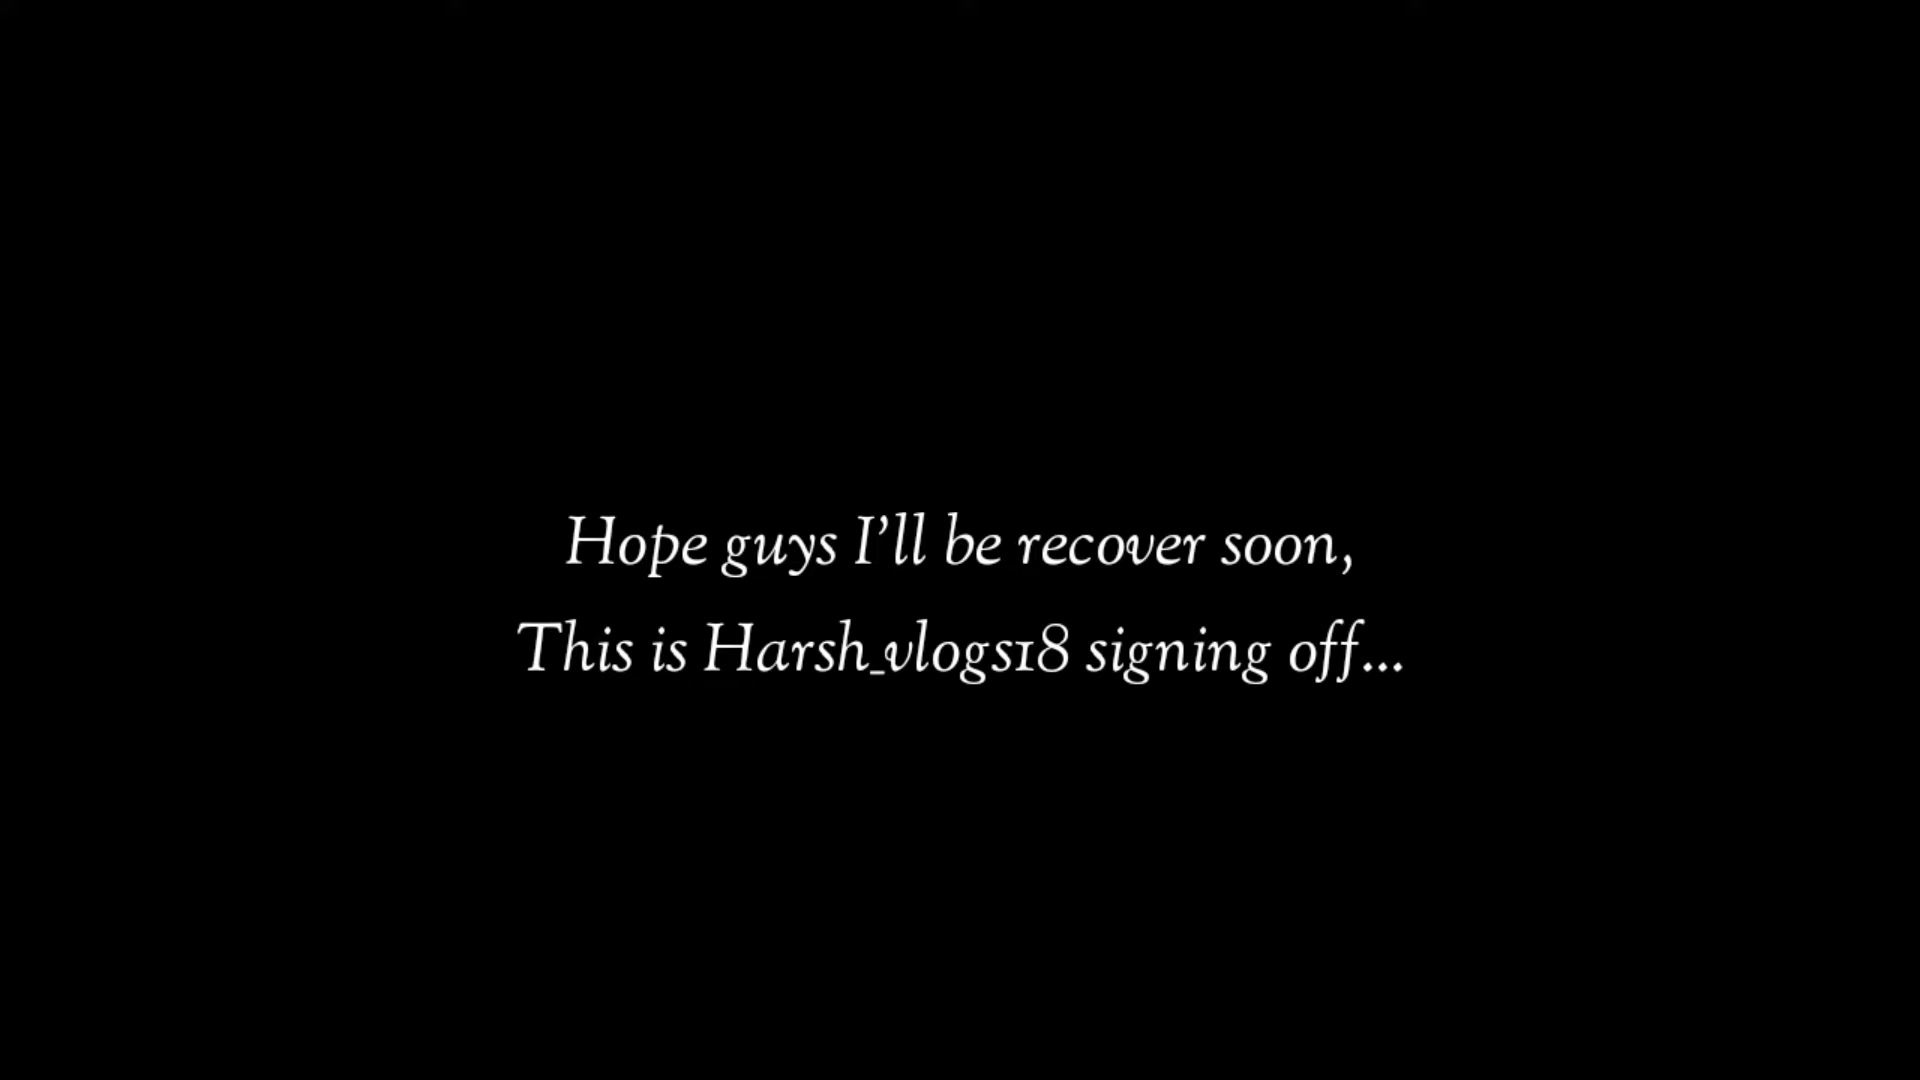 Hope guys I’ll be recover soon,
This is Harsh_vlogs18 signing off...